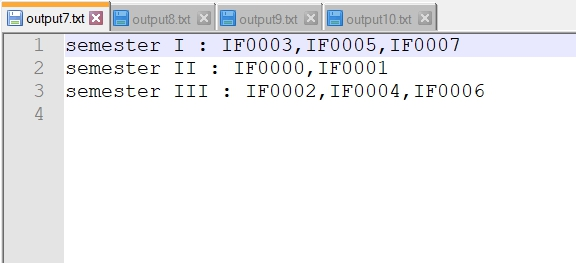 output7.txt output8.txt output9.txt output10.txt
1 semester I : IF0003,IF0005,IF0007
2 semester II : IF0000,IF0001
3 semester III : IF0002,IF0004,IF0006
4